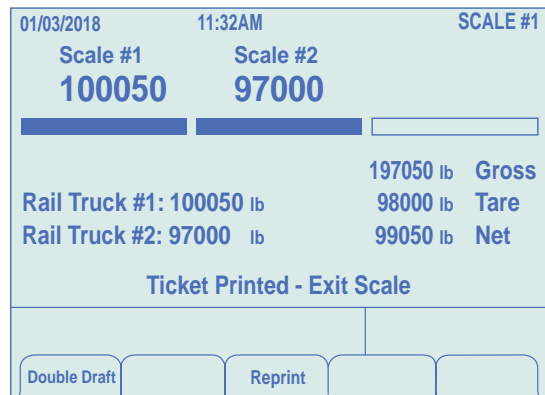 01/03/2018 11:32AM SCALE #1
Scale #1 Scale #2
100050 97000
197050 lb Gross
Rail Truck #1: 100050 lb 98000 lb Tare
Rail Truck #2: 97000 lb 99050 lb Net
Ticket Printed - Exit Scale
Double Draft Reprint